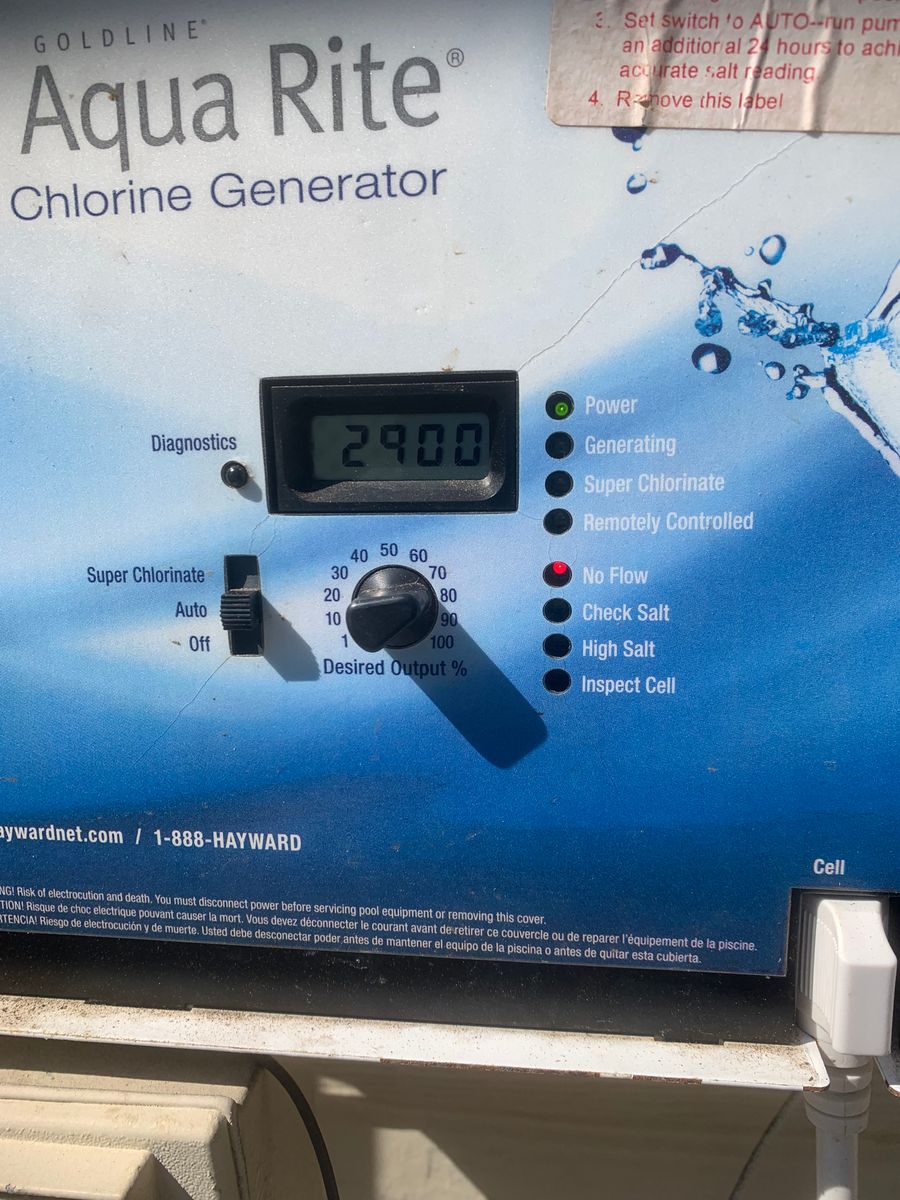 GOLDLINE®
Aqua Rite®
Chlorine Generator
3. Set switch to AUTO--run pum
an additional 24 hours to achi
accurate salt reading.
4. Remove this label
2900
Diagnostics
Super Chlorinate
Auto
Off
1 10 20 30 40 50 60 70 80 90 100
Desired Output %
Power
Generating
Super Chlorinate
Remotely Controlled
No Flow
Check Salt
High Salt
Inspect Cell
aywardnet.com / 1-888-HAYWARD
Cell
NG! Risk of electrocution and death. You must disconnect power before servicing pool equipment or removing this cover.
TION! Risque de choc electrique pouvant causer la mort. Vous devez déconnecter le courant avant de retirer ce couvercle ou de reparer l'équipement de la piscine.
RTENCIA! Riesgo de electrocución y de muerte. Usted debe desconectar poder antes de mantener el equipo de la piscina o antes de quitar esta cubierta.